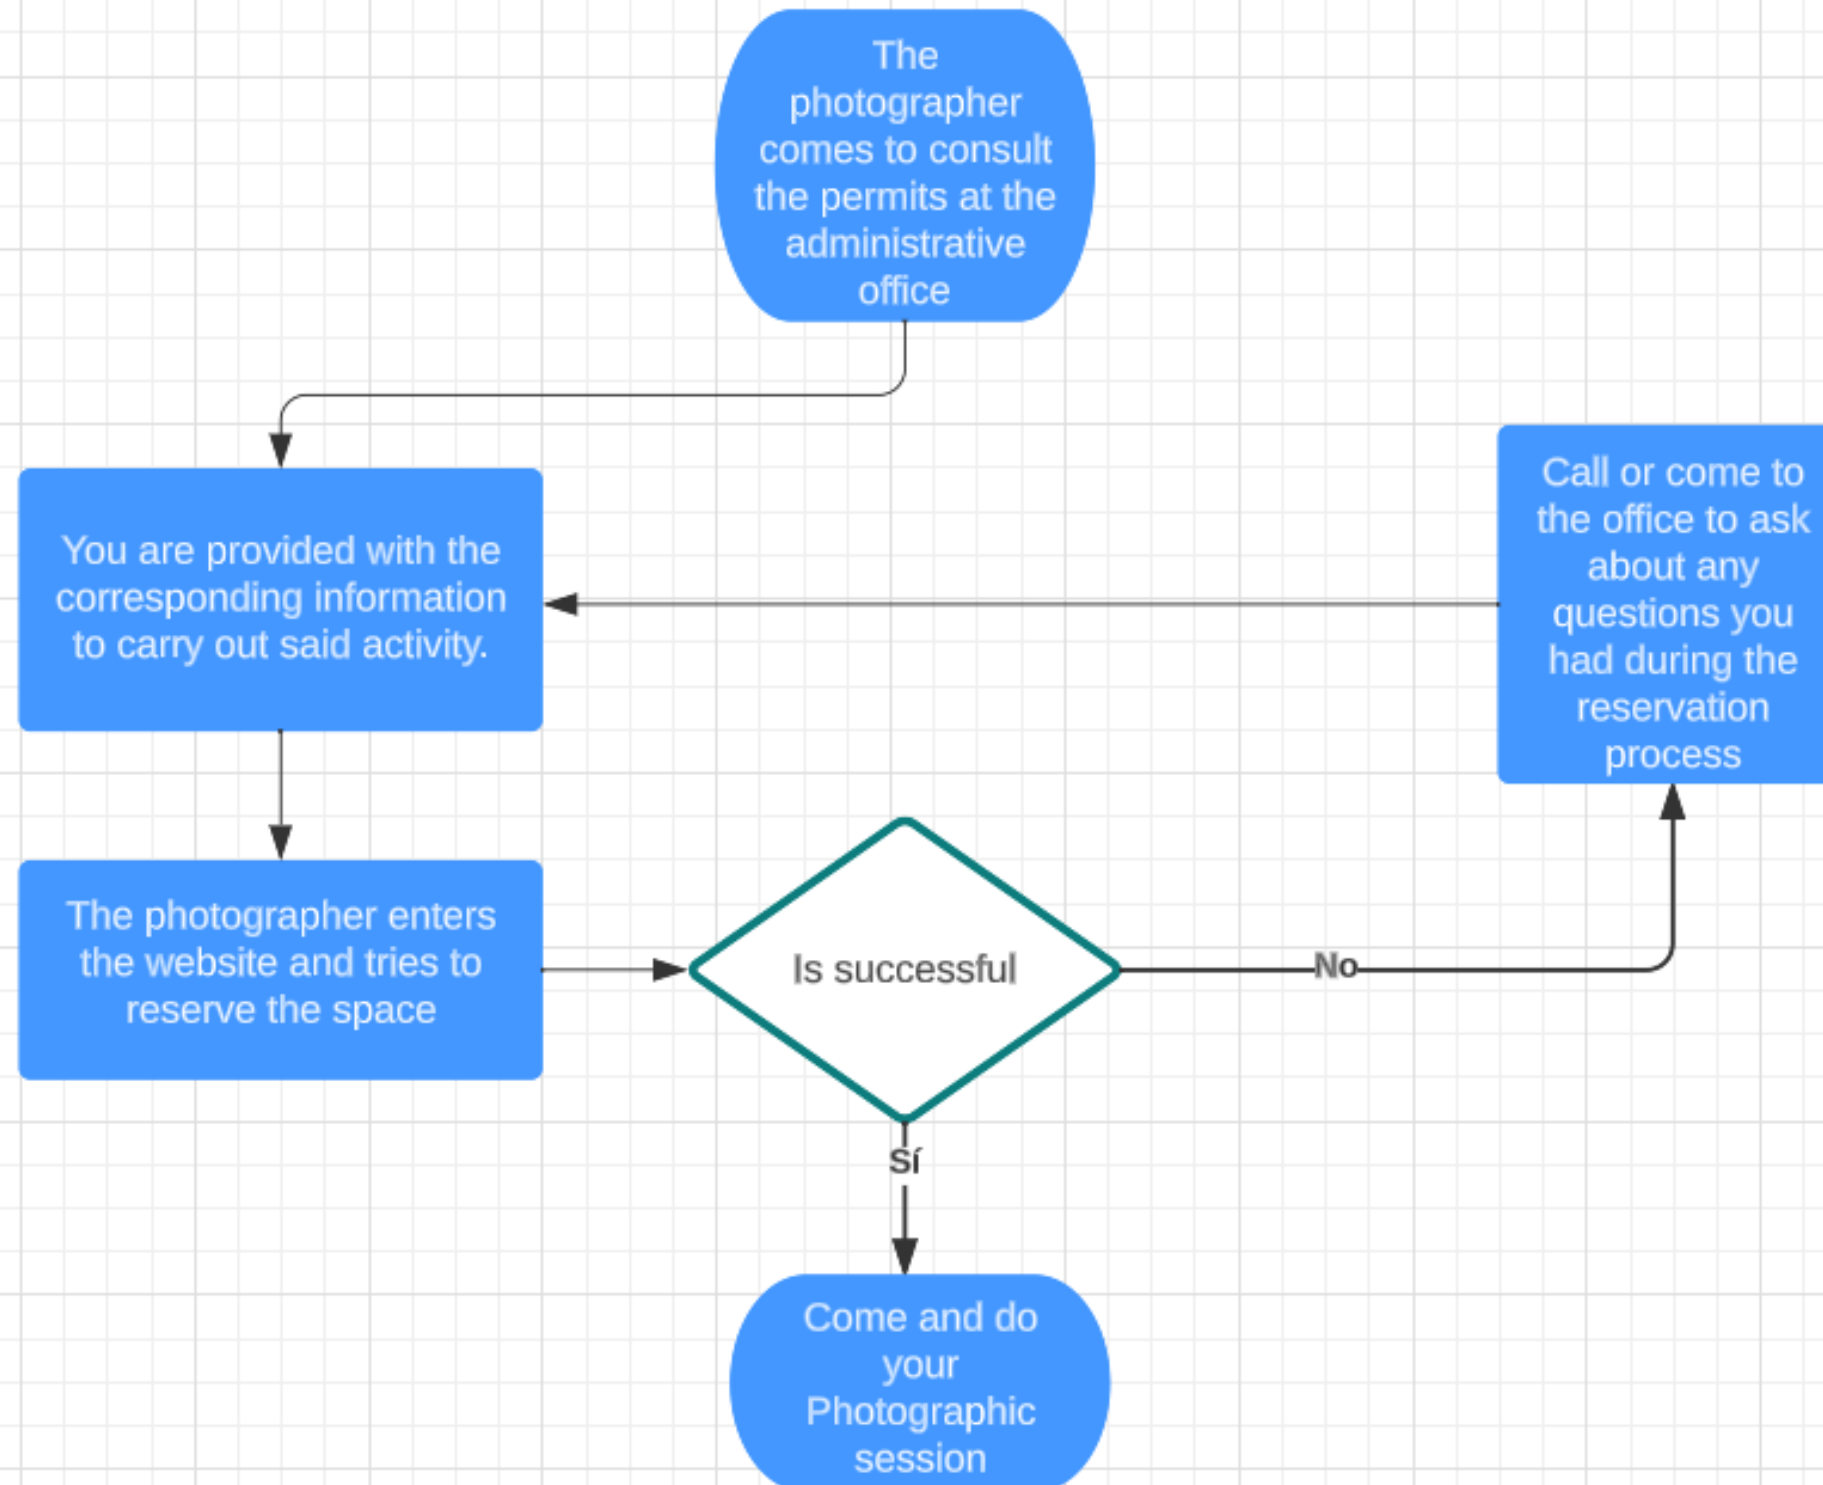 The
photographer
comes to consult
the permits at the
administrative
office
You are provided with the
corresponding information
to carry out said activity.
Call or come to
the office to ask
about any
questions you
had during the
reservation
process
The photographer enters
the website and tries to
reserve the space
Is successful
No
Sí
Come and do
your
Photographic
session